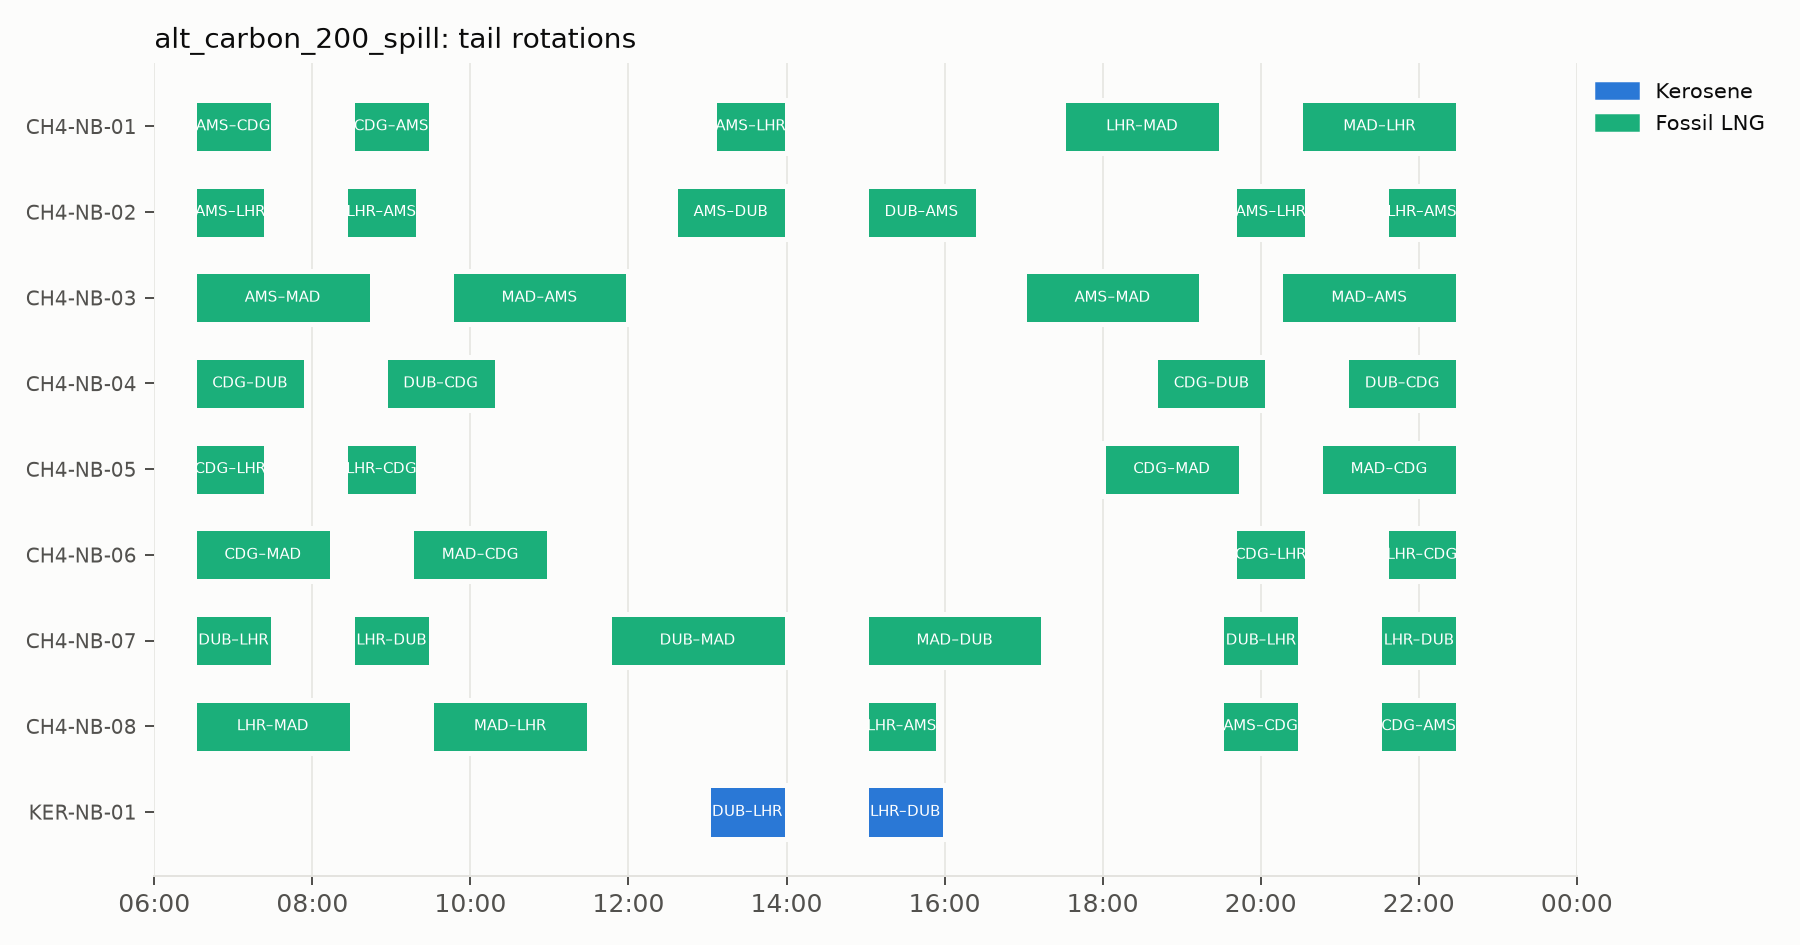 alt_carbon_200_spill: tail rotations
Kerosene
Fossil LNG
CH4-NB-01 AMS–CDG CDG–AMS AMS–LHR LHR–MAD MAD–LHR
CH4-NB-02 AMS–LHR LHR–AMS AMS–DUB DUB–AMS AMS–LHR LHR–AMS
CH4-NB-03 AMS–MAD MAD–AMS AMS–MAD MAD–AMS
CH4-NB-04 CDG–DUB DUB–CDG CDG–DUB DUB–CDG
CH4-NB-05 CDG–LHR LHR–CDG CDG–MAD MAD–CDG
CH4-NB-06 CDG–MAD MAD–CDG CDG–LHR LHR–CDG
CH4-NB-07 DUB–LHR LHR–DUB DUB–MAD MAD–DUB DUB–LHR LHR–DUB
CH4-NB-08 LHR–MAD MAD–LHR LHR–AMS AMS–CDG CDG–AMS
KER-NB-01 DUB–LHR LHR–DUB
06:00 08:00 10:00 12:00 14:00 16:00 18:00 20:00 22:00 00:00